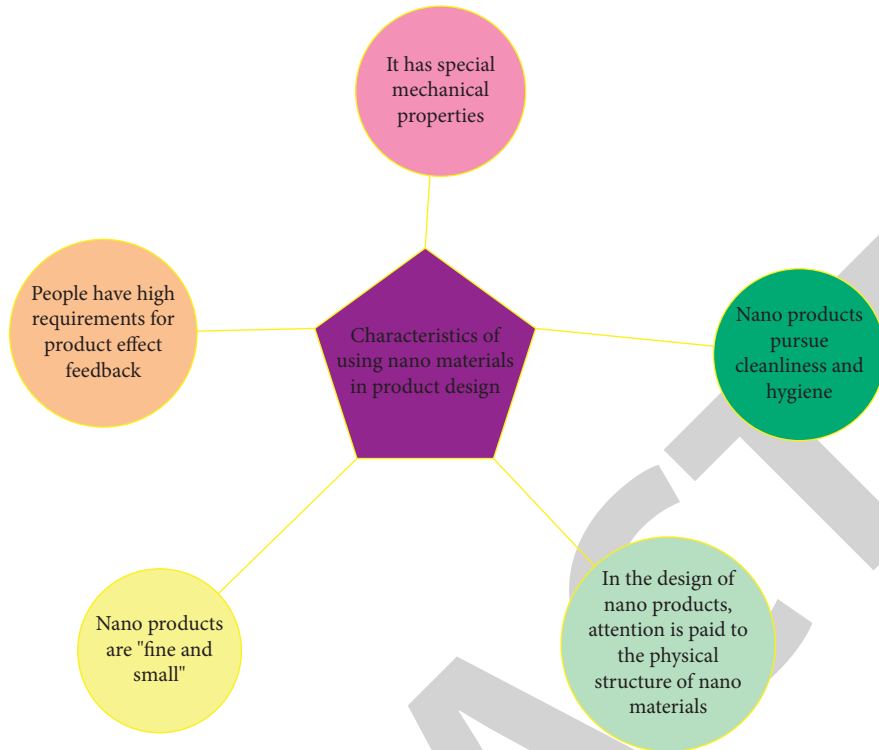 It has special
mechanical
properties
People have high
requirements for
product effect
feedback
Characteristics of
using nano materials
in product design
Nano products
pursue
cleanliness and
hygiene
Nano products
are "fine and
small"
In the design of
nano products,
attention is paid to
the physical
structure of nano
materials